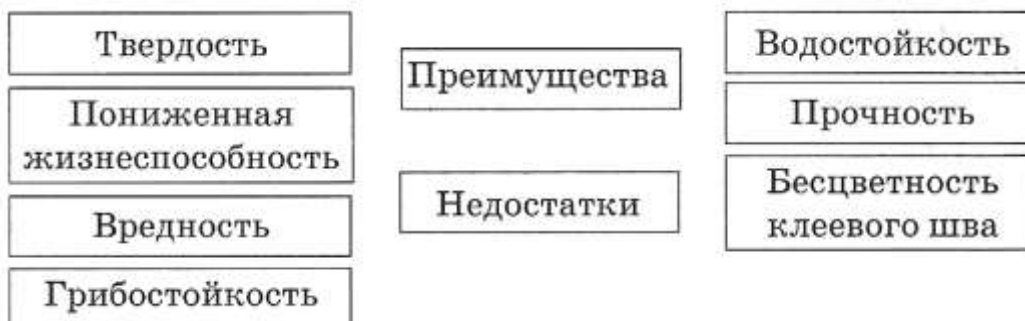 Твердость
Пониженная
жизнеспособность
Вредность
Грибостойкость
Преимущества
Недостатки
Водостойкость
Прочность
Бесцветность
клеевого шва